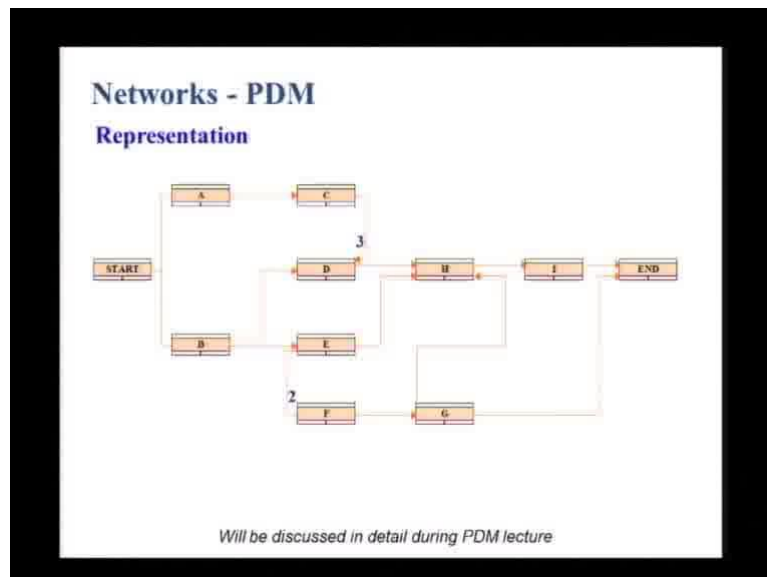 Networks - PDM
Representation
A
C
3
START
D
H
I
END
B
E
2
F
G
Will be discussed in detail during PDM lecture